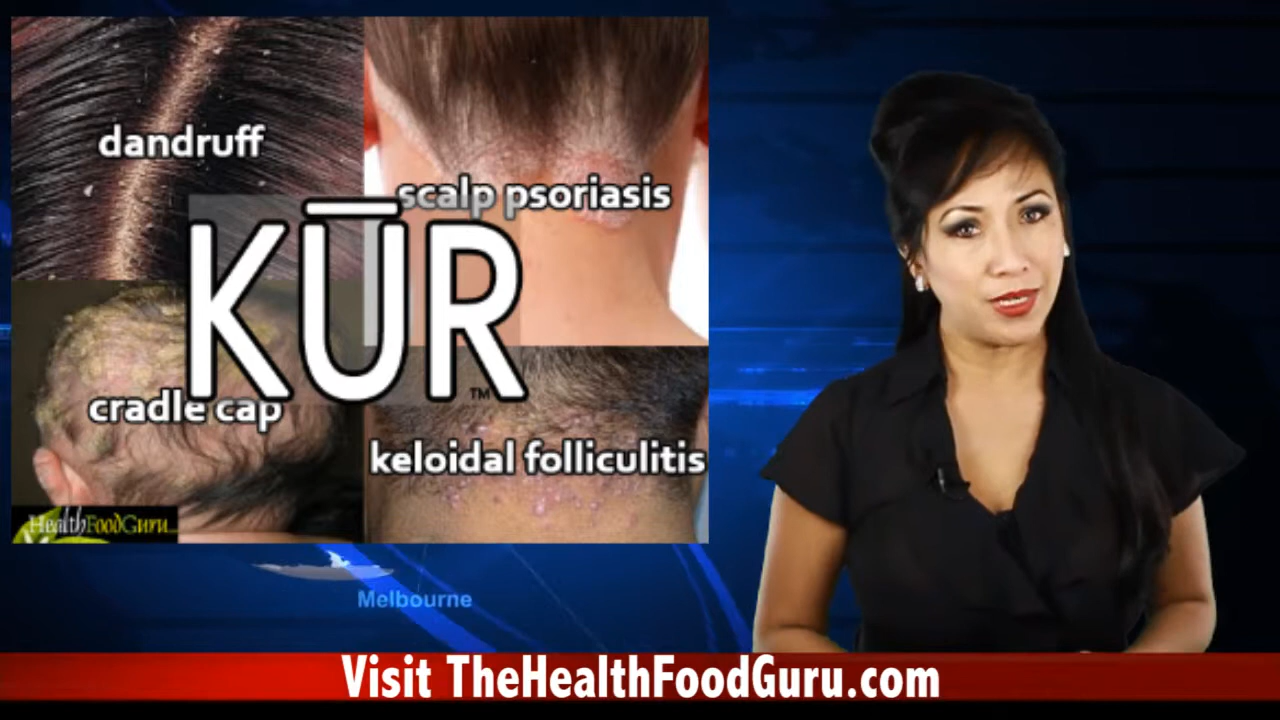 dandruff
scalp psoriasis
KŪR
TM
cradle cap
keloidal folliculitis
HealthFoodGuru
Melbourne
Visit TheHealthFoodGuru.com